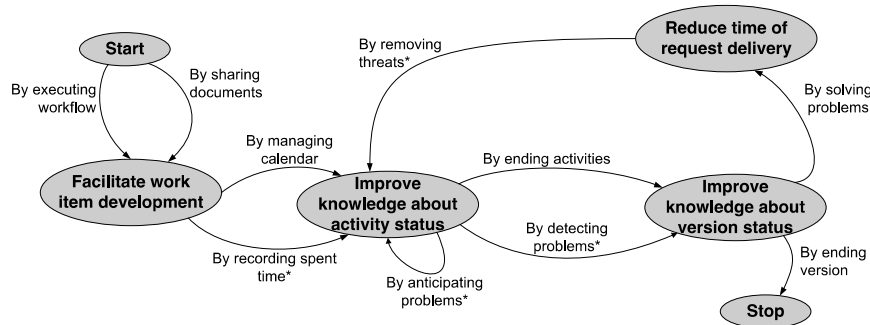 Start
By executing
workflow
By sharing
documents
Facilitate work
item development
By managing
calendar
By recording spent
time*
By removing
threats*
Improve
knowledge about
activity status
By anticipating
problems*
By ending activities
By detecting
problems*
Reduce time of
request delivery
By solving
problems
Improve
knowledge about
version status
By ending
version
Stop